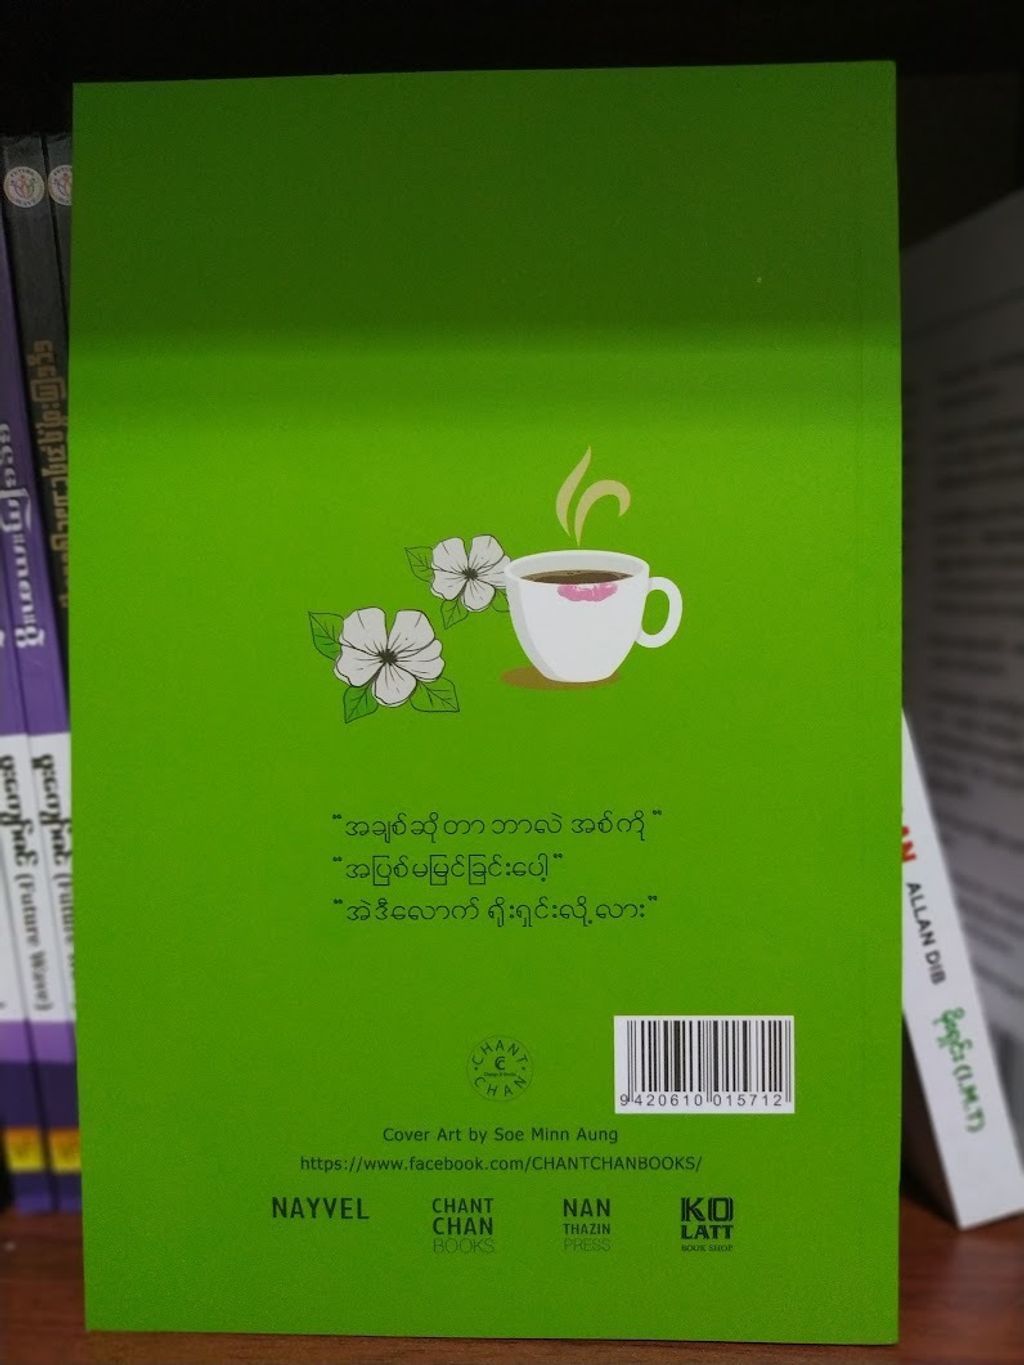 “အချစ်ဆိုတာ ဘာလဲ အစ်ကို”
“အပြစ်မမြင်ခြင်းပေါ့”
“အဲဒီလောက် ရိုးရှင်းလို့လား”
CHANT CHAN
9 420610 015712
Cover Art by Soe Minn Aung
https://www.facebook.com/CHANTCHANBOOKS/
NAYVEL
CHANT
CHAN
BOOKS
NAN
THAZIN
PRESS
KO
LATT
BOOK SHOP
(Future Wave)
ALLAN DIB
(I.M.T)